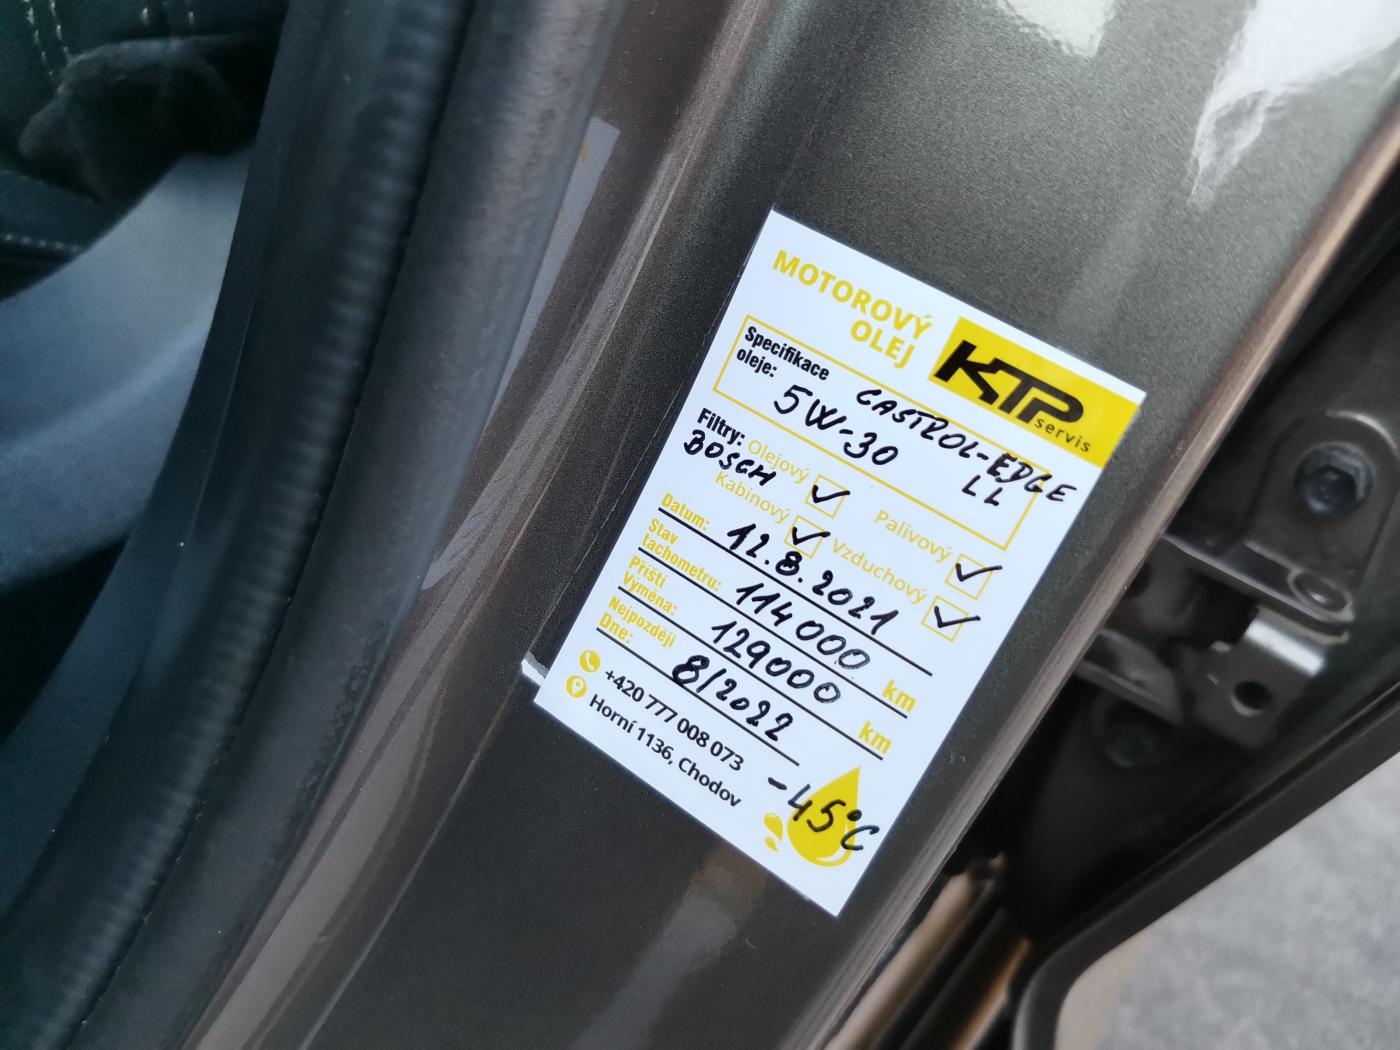 MOTOROVÝ
OLEJ
KTP
servis
Specifikace
oleje:
CASTROL-EDGE
5W-30 LL
Filtry: Olejový ✓ Palivový ✓
BOSCH
Kabinový ✓ Vzduchový ✓
Datum: 12.8.2021
Stav
tachometru: 114000 km
Příští
Výměna: 129000 km
Nejpozději
Dne: 8/2022
+420 777 008 073
Horní 1136, Chodov
-45°C